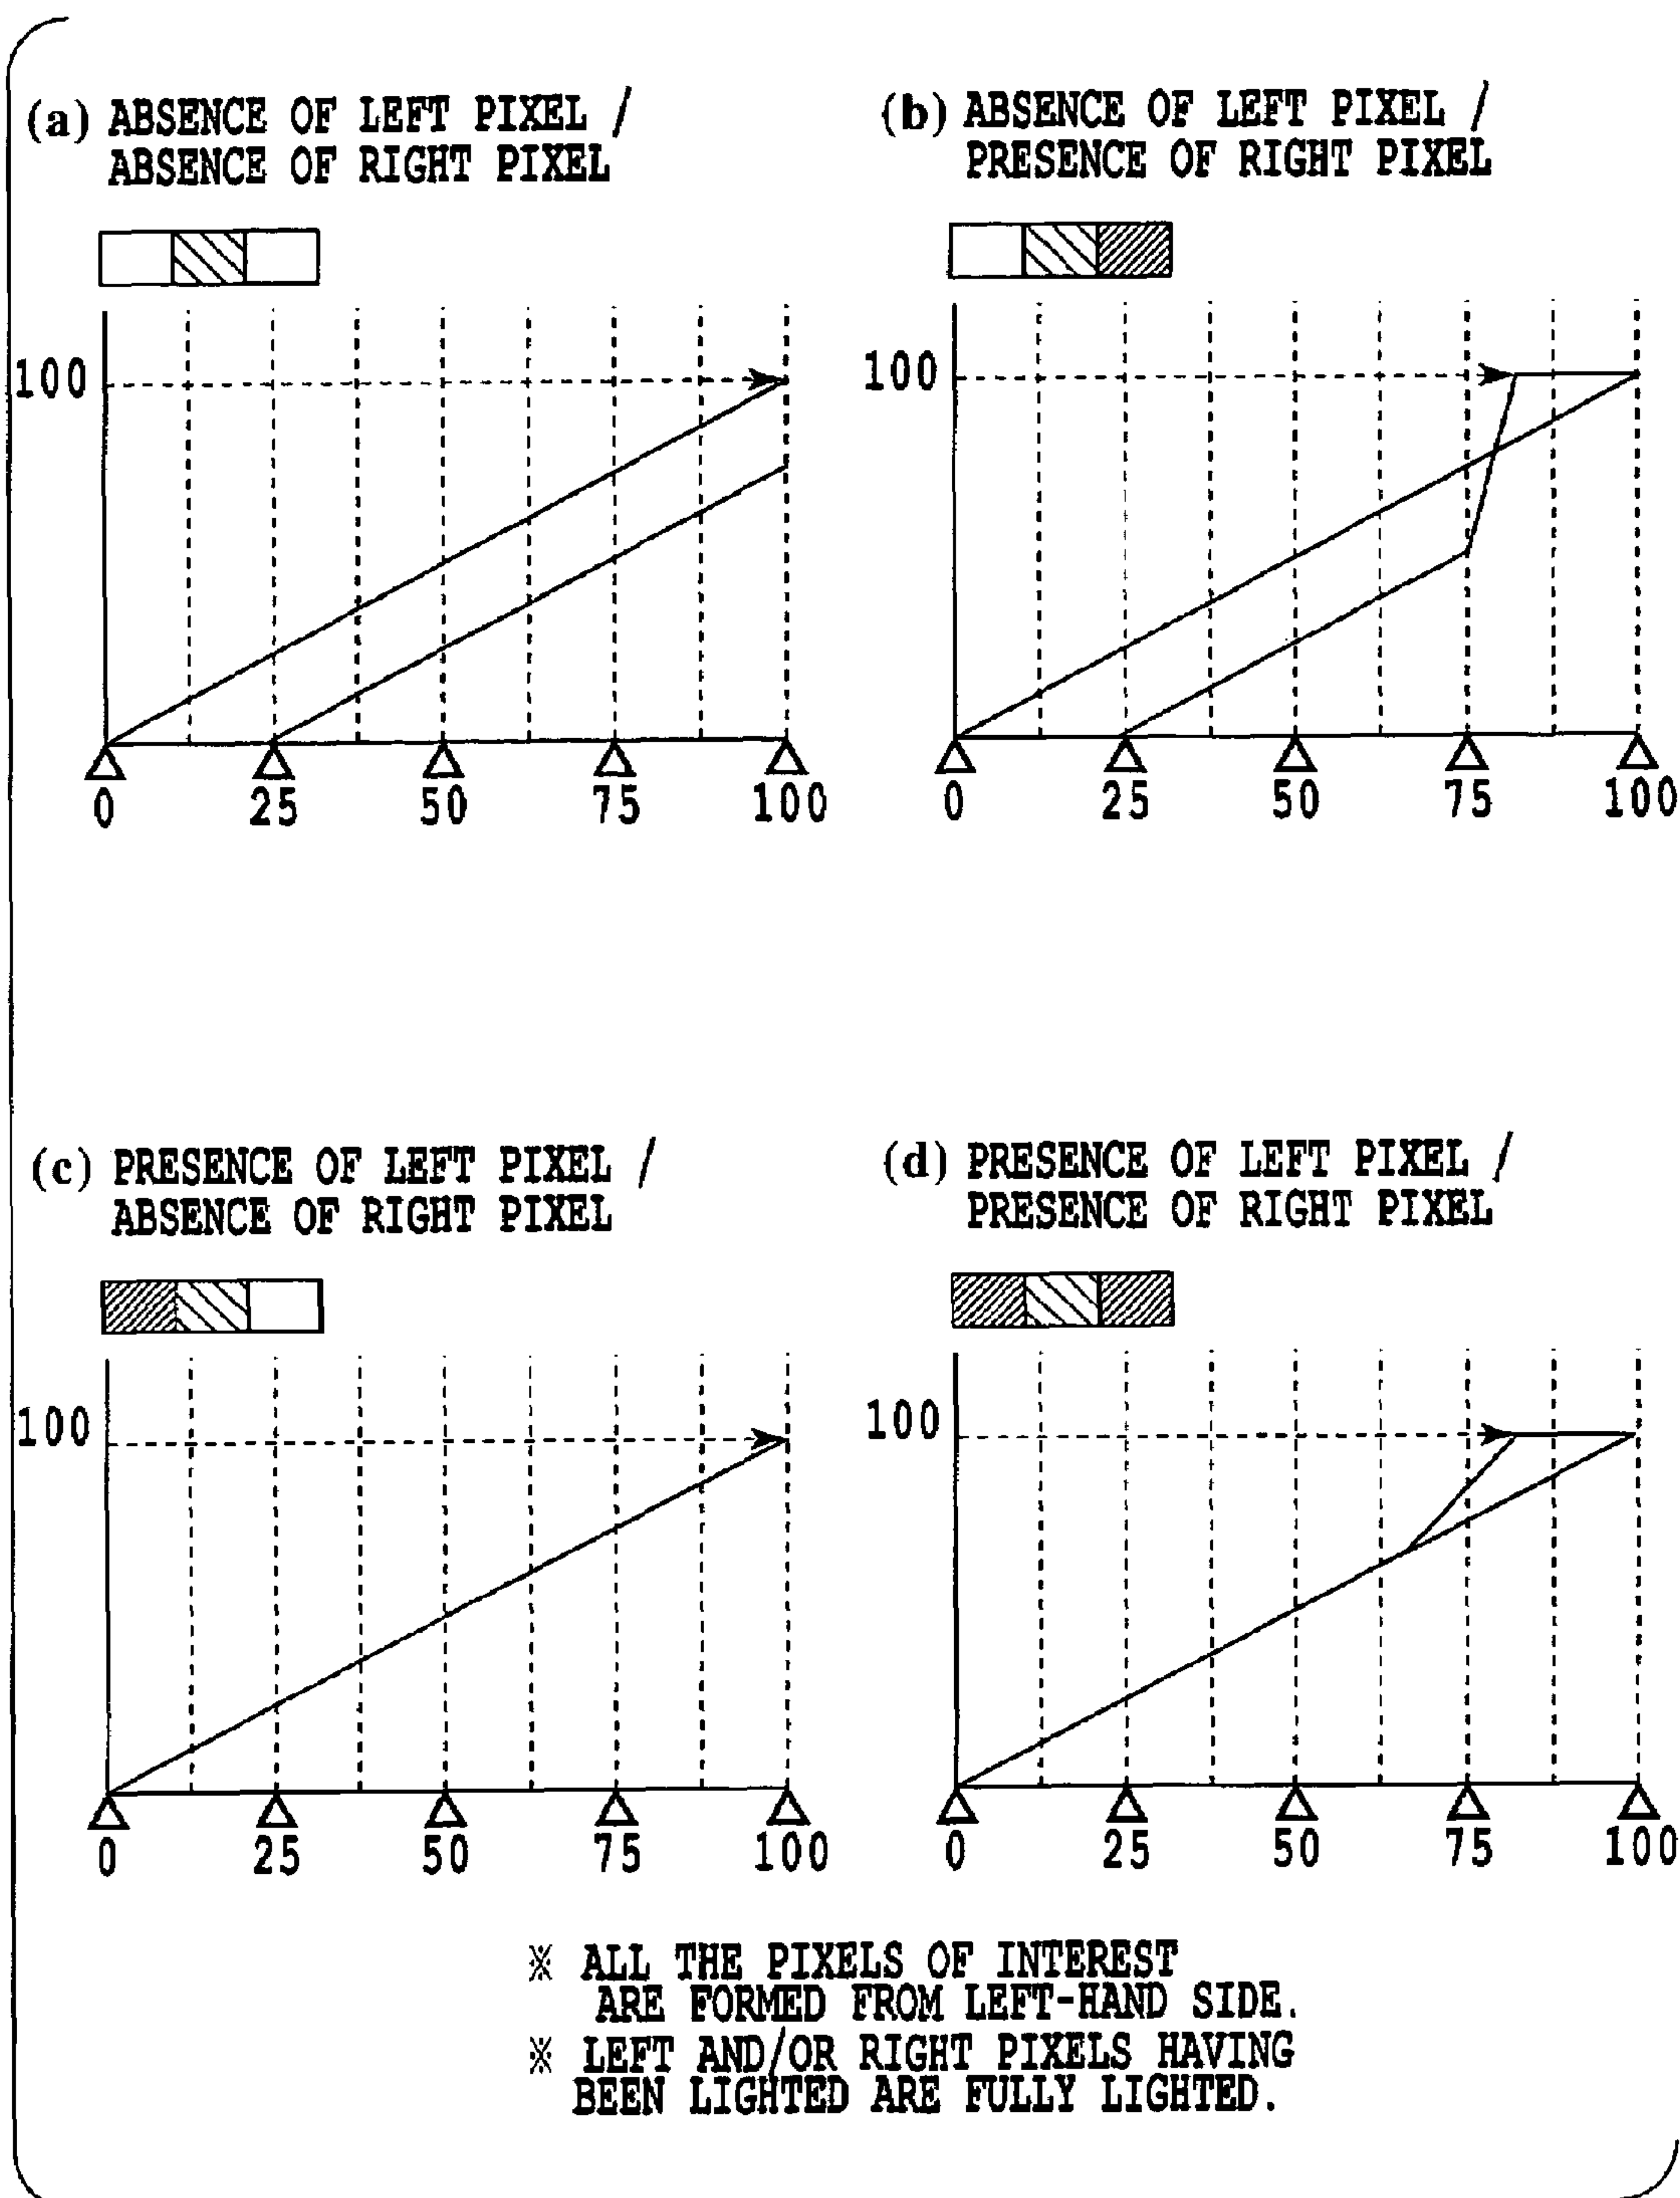 (a) ABSENCE OF LEFT PIXEL /
ABSENCE OF RIGHT PIXEL
100
0 25 50 75 100
(b) ABSENCE OF LEFT PIXEL /
PRESENCE OF RIGHT PIXEL
100
0 25 50 75 100
(c) PRESENCE OF LEFT PIXEL /
ABSENCE OF RIGHT PIXEL
100
0 25 50 75 100
(d) PRESENCE OF LEFT PIXEL /
PRESENCE OF RIGHT PIXEL
100
0 25 50 75 100
※ ALL THE PIXELS OF INTEREST
ARE FORMED FROM LEFT-HAND SIDE.
※ LEFT AND/OR RIGHT PIXELS HAVING
BEEN LIGHTED ARE FULLY LIGHTED.